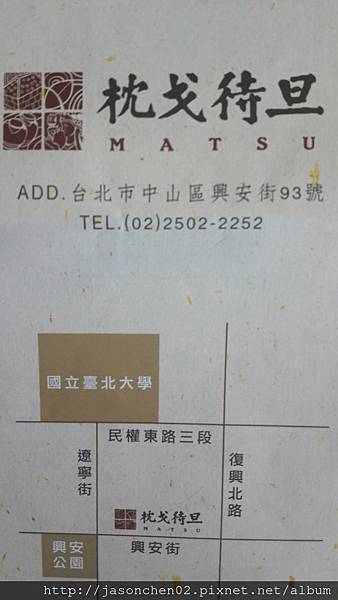 枕戈待旦
MATSU
ADD.台北市中山區興安街93號
TEL.(02)2502-2252
國立臺北大學
民權東路三段
遼寧街
復興北路
枕戈待旦
MATSU
興安公園
興安街
http://jasonchen02.pixnet.net/album